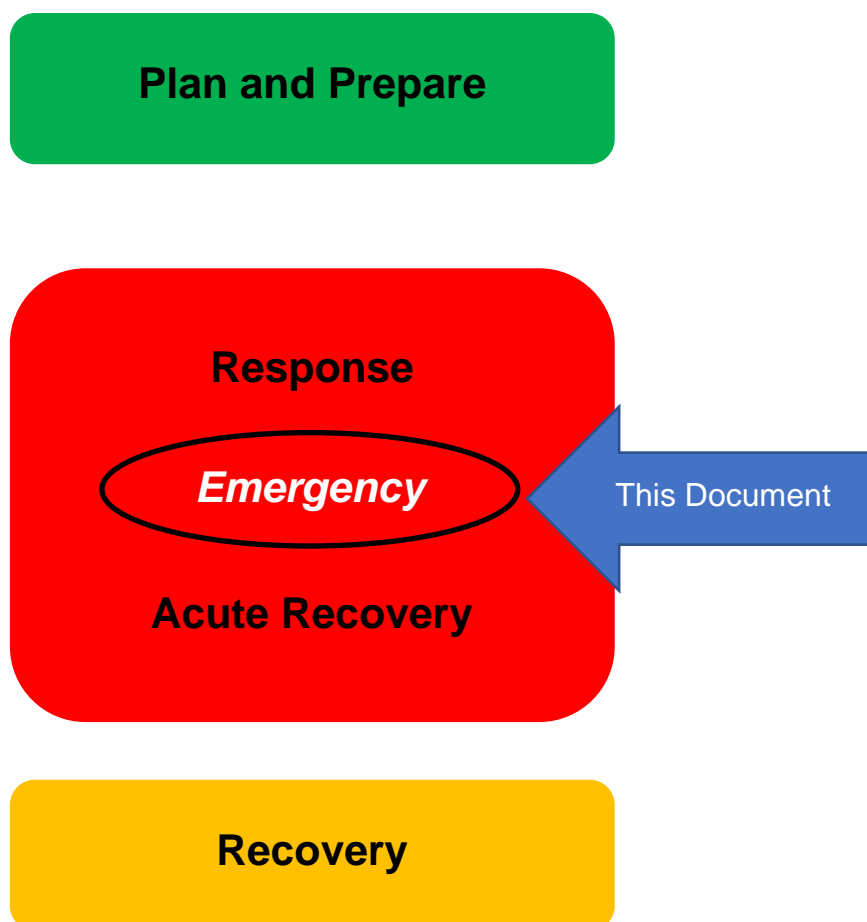 Plan and Prepare
Response
Emergency
This Document
Acute Recovery
Recovery